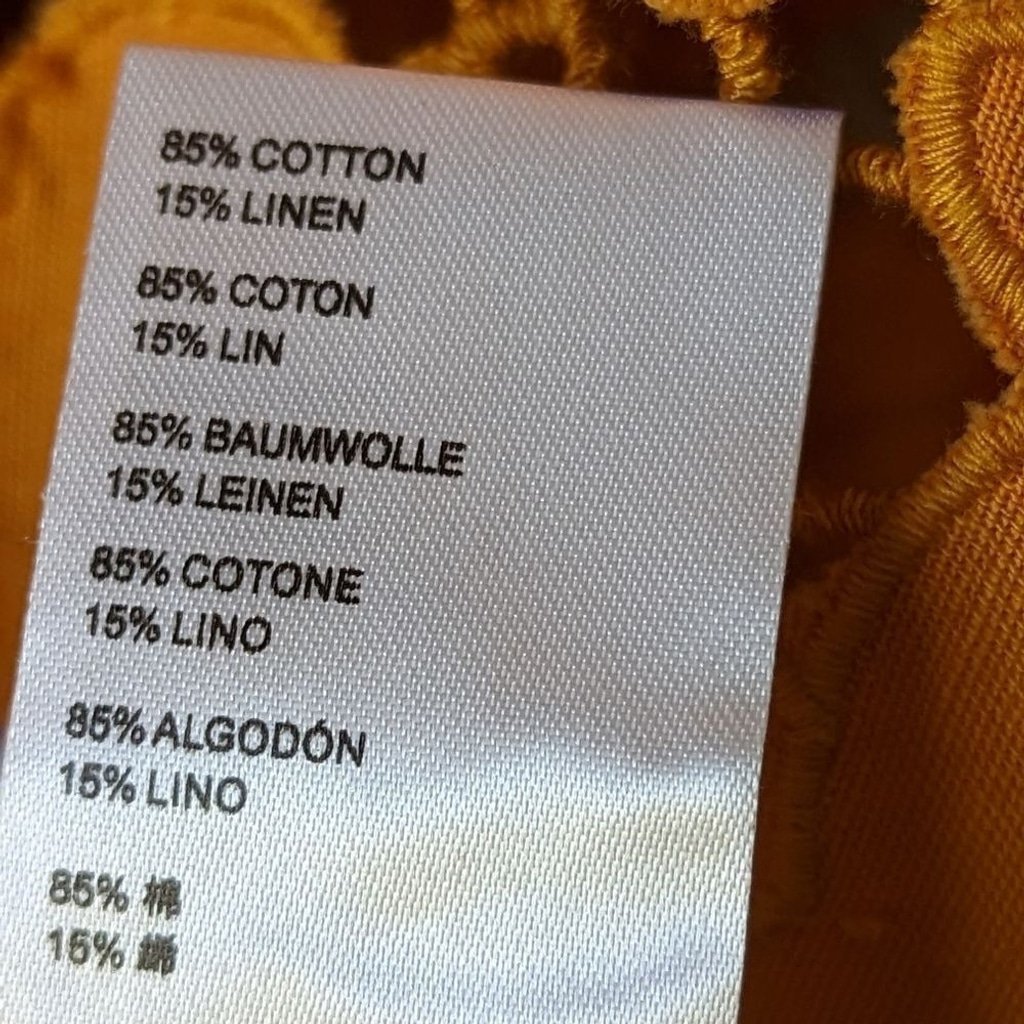 85% COTTON
15% LINEN
85% COTON
15% LIN
85% BAUMWOLLE
15% LEINEN
85% COTONE
15% LINO
85% ALGODÓN
15% LINO
85% 棉
15%